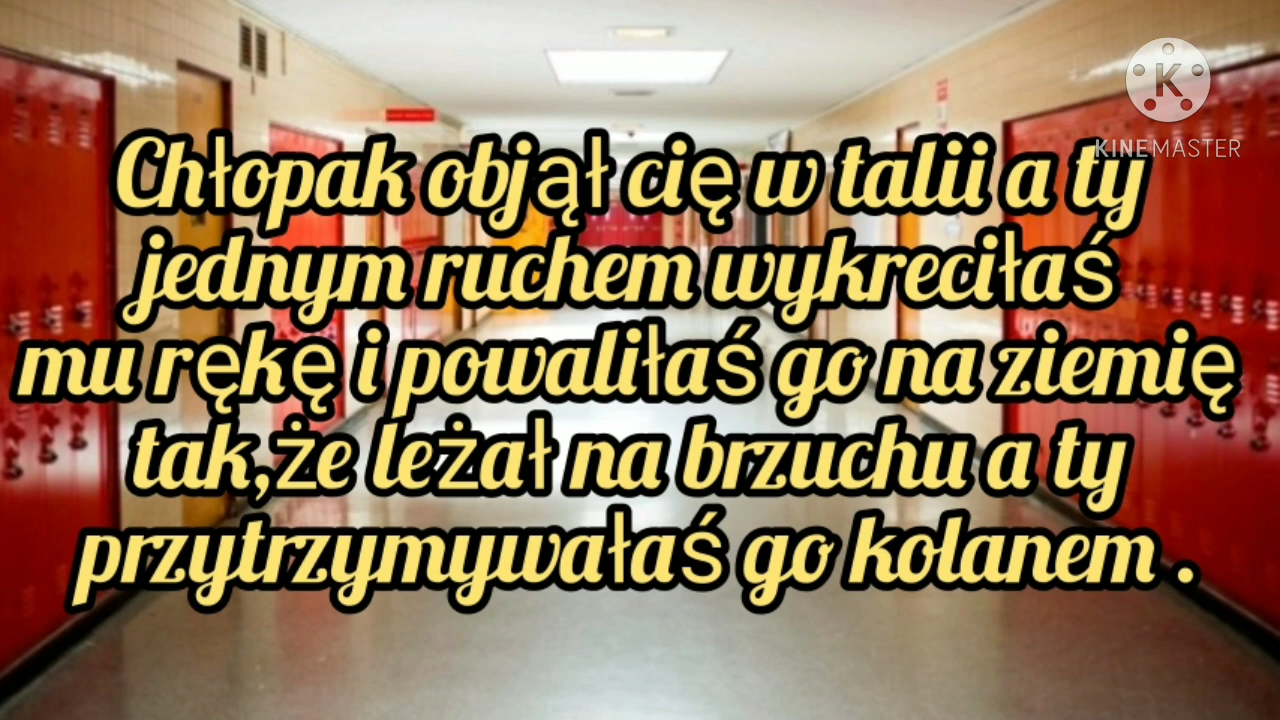 KINEMASTER
Chłopak objął cię w talii a ty
jednym ruchem wykreciłaś
mu rękę i powaliłaś go na ziemię
tak,że leżał na brzuchu a ty
przytrzymywałaś go kolanem .